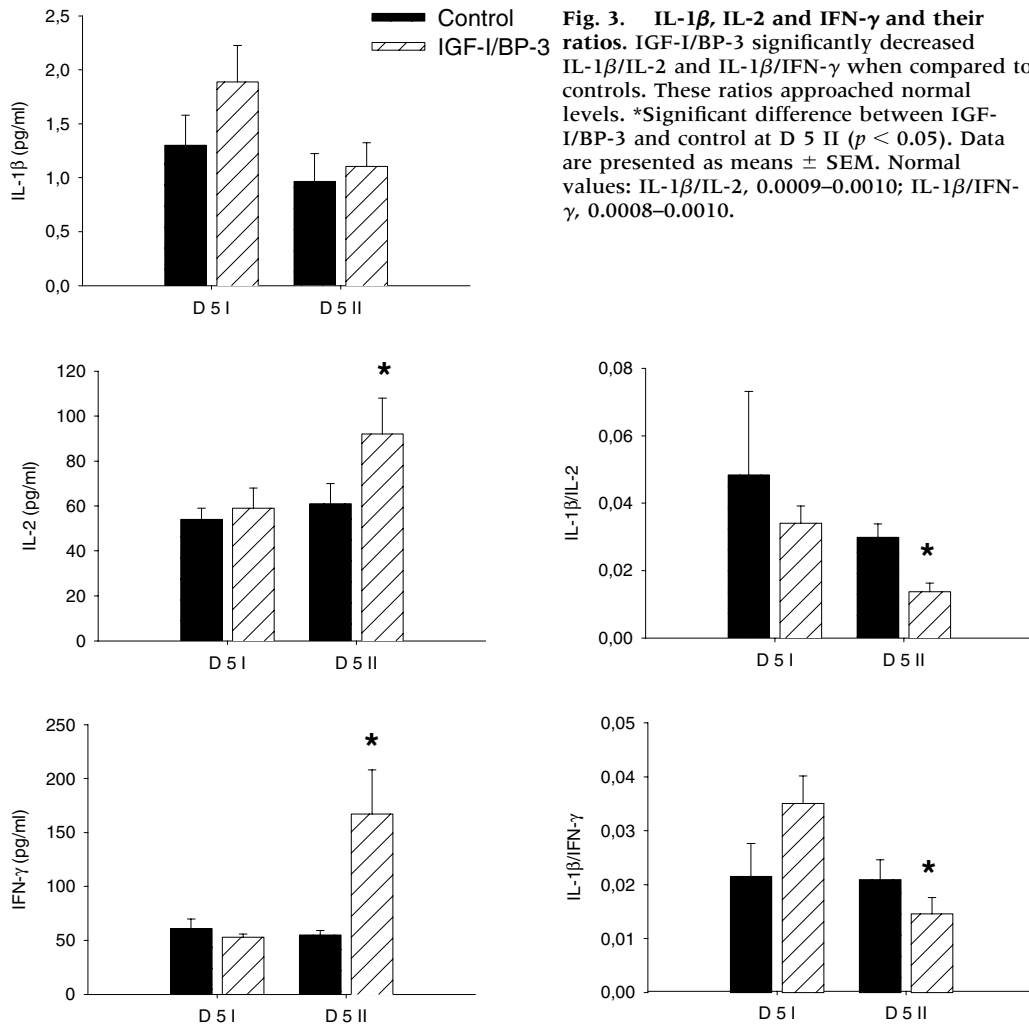 Control
IGF-I/BP-3
Fig. 3. IL-1β, IL-2 and IFN-γ and their
ratios. IGF-I/BP-3 significantly decreased
IL-1β/IL-2 and IL-1β/IFN-γ when compared to
controls. These ratios approached normal
levels. *Significant difference between IGF-
I/BP-3 and control at D 5 II (p < 0.05). Data
are presented as means ± SEM. Normal
values: IL-1β/IL-2, 0.0009–0.0010; IL-1β/IFN-
γ, 0.0008–0.0010.
IL-1β (pg/ml)
2,5
2,0
1,5
1,0
0,5
0,0
D 5 I
D 5 II
IL-2 (pg/ml)
120
100
80
60
40
20
0
*
D 5 I
D 5 II
IL-1β/IL-2
0,08
0,06
0,04
0,02
0,00
*
D 5 I
D 5 II
IFN-γ (pg/ml)
250
200
150
100
50
0
*
D 5 I
D 5 II
IL-1β/IFN-γ
0,05
0,04
0,03
0,02
0,01
0,00
*
D 5 I
D 5 II